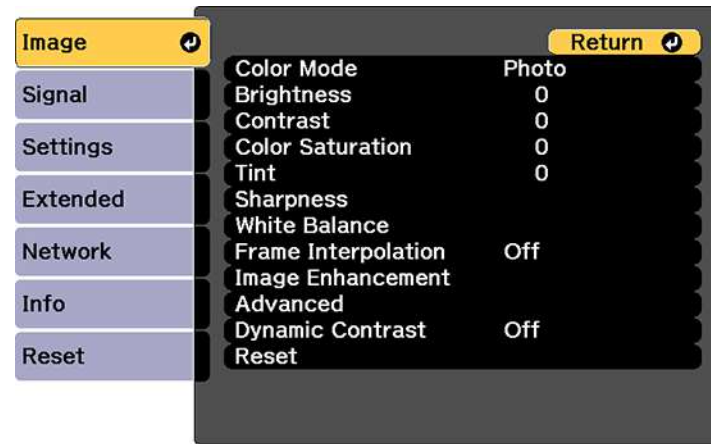 Image
Signal
Settings
Extended
Network
Info
Reset
Return
Color Mode Photo
Brightness 0
Contrast 0
Color Saturation 0
Tint 0
Sharpness
White Balance
Frame Interpolation Off
Image Enhancement
Advanced
Dynamic Contrast Off
Reset